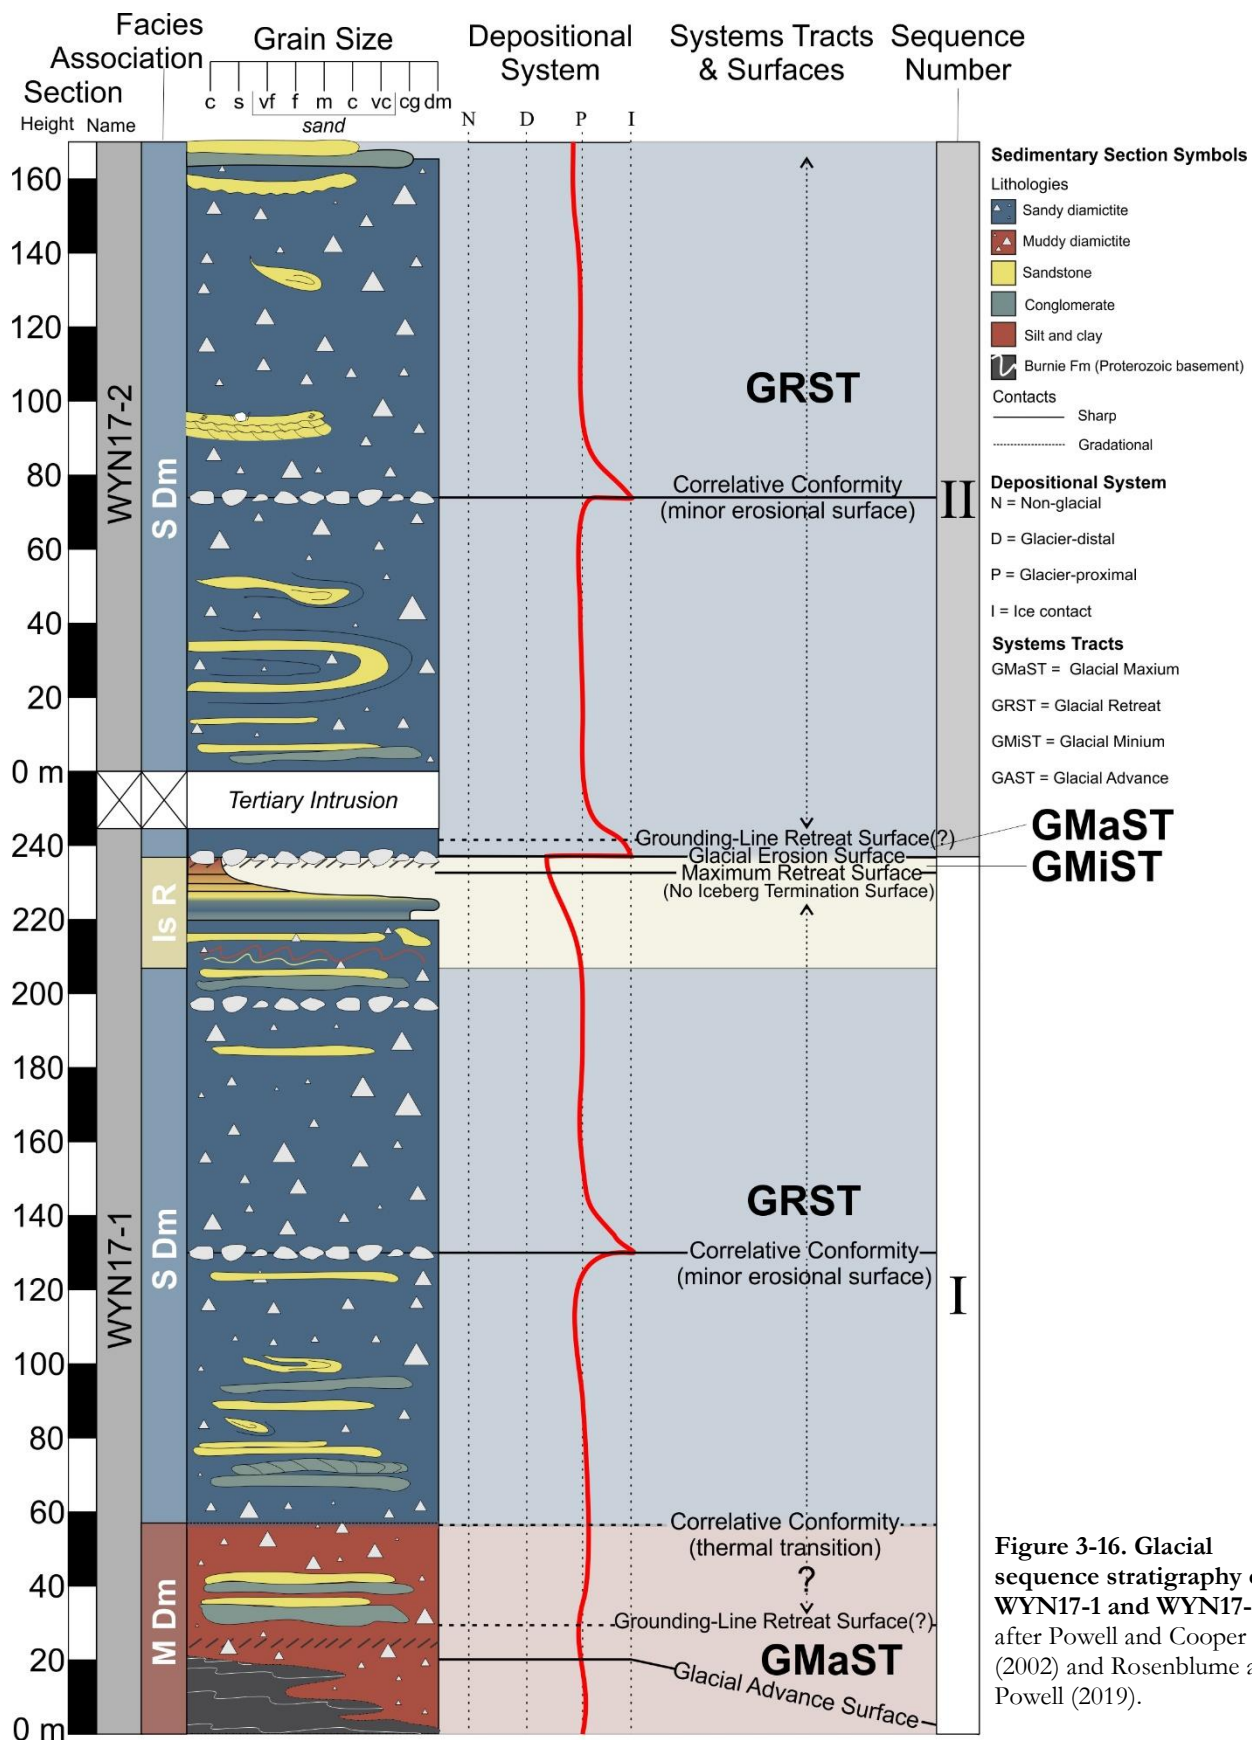 Facies
Association
Grain Size
Depositional
System
Systems Tracts
& Surfaces
Sequence
Number
Section
Height Name
c s vf f m c vc cg dm
sand
N D P I
160
140
120
100
80
60
40
20
0 m
240
220
200
180
160
140
120
100
80
60
40
20
0 m
WYN17-2
WYN17-1
S Dm
Is R
S Dm
M Dm
Tertiary Intrusion
GRST
Correlative Conformity
(minor erosional surface)
Grounding-Line Retreat Surface(?)
Glacial Erosion Surface
Maximum Retreat Surface
(No Iceberg Termination Surface)
GMaST
GMiST
GRST
Correlative Conformity
(minor erosional surface)
Correlative Conformity
(thermal transition)
?
Grounding-Line Retreat Surface(?)
GMaST
Glacial Advance Surface
II
I
Sedimentary Section Symbols
Lithologies
Sandy diamictite
Muddy diamictite
Sandstone
Conglomerate
Silt and clay
Burnie Fm (Proterozoic basement)
Contacts
Sharp
Gradational
Depositional System
N = Non-glacial
D = Glacier-distal
P = Glacier-proximal
I = Ice contact
Systems Tracts
GMaST = Glacial Maxium
GRST = Glacial Retreat
GMiST = Glacial Minium
GAST = Glacial Advance
Figure 3-16. Glacial
sequence stratigraphy
WYN17-1 and WYN17-
after Powell and Cooper
(2002) and Rosenblume
Powell (2019).